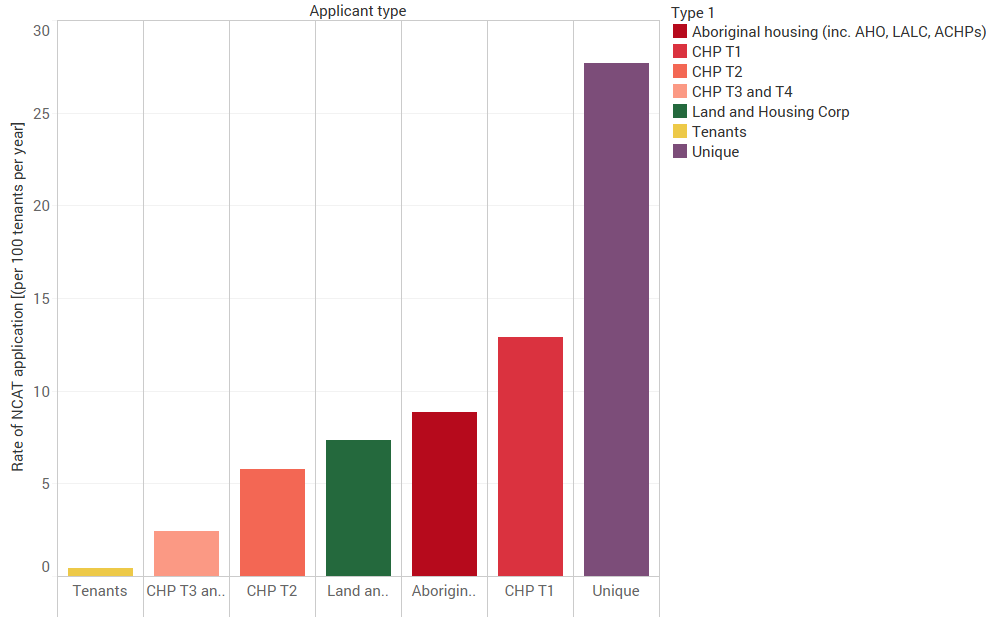 Applicant type
Rate of NCAT application [(per 100 tenants per year]
30
25
20
15
10
5
0
Tenants
CHP T3 an..
CHP T2
Land an..
Aborigin..
CHP T1
Unique
Type 1
Aboriginal housing (inc. AHO, LALC, ACHPs)
CHP T1
CHP T2
CHP T3 and T4
Land and Housing Corp
Tenants
Unique